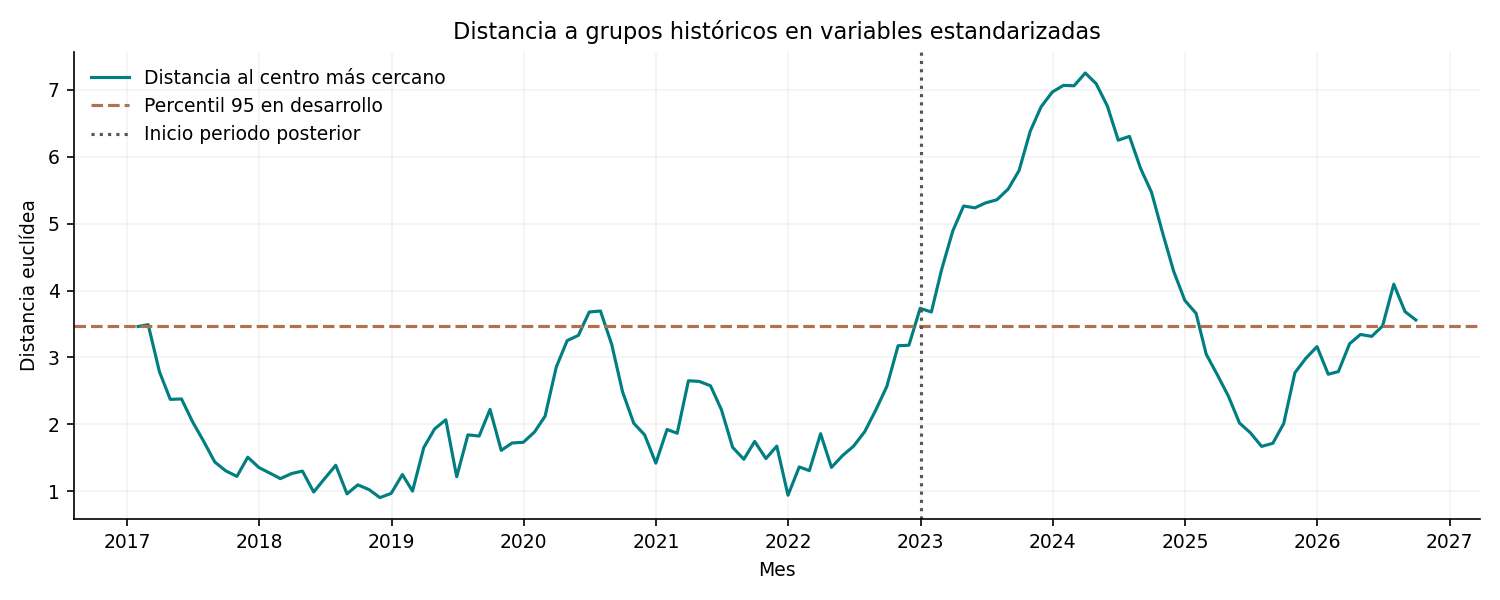 Distancia a grupos históricos en variables estandarizadas
Distancia al centro más cercano
Percentil 95 en desarrollo
Inicio periodo posterior
Distancia euclídea
7
6
5
4
3
2
1
2017 2018 2019 2020 2021 2022 2023 2024 2025 2026 2027
Mes